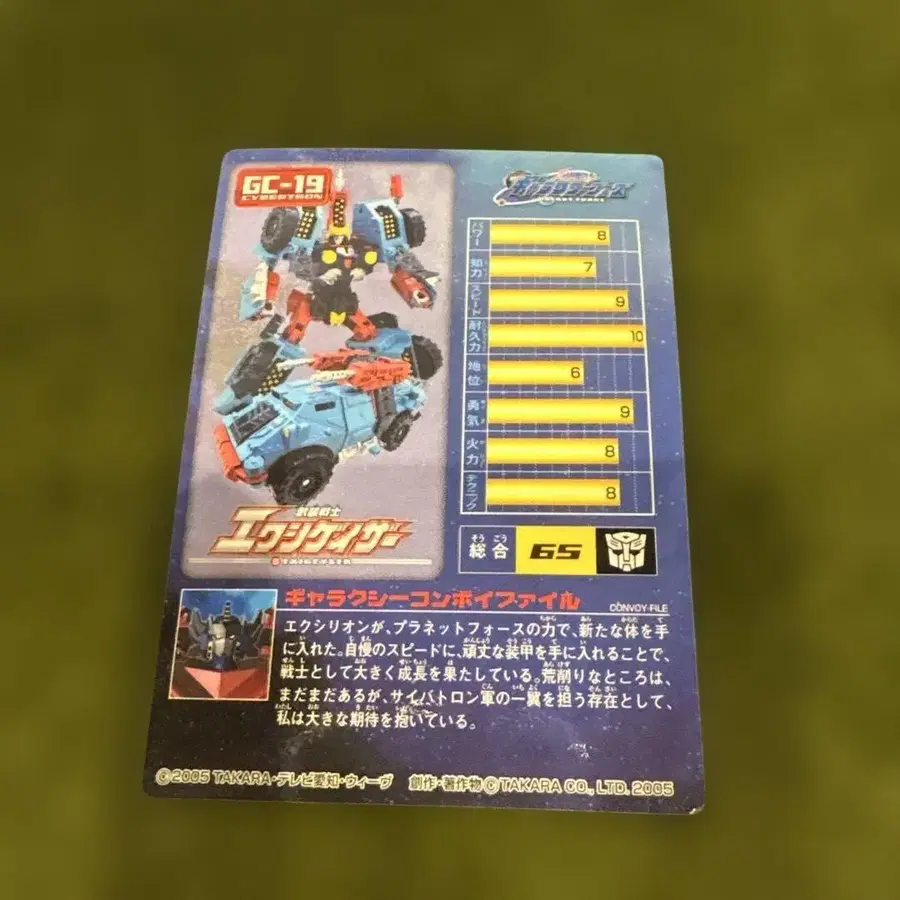 GC-19
CYBERTRON
ギャラクシーフォース
パワー 8
知力 7
スピード 9
耐久力 10
地位 6
勇気 9
火力 8
テクニック 8
武装戦士
エクシゲイザー
そう ごう
総合 65
ギャラクシーコンボイファイル
CONVOY-FILE
エクシリオンが、プラネットフォースの力で、新たな体を手
に入れた。自慢のスピードに、頑丈な装甲を手に入れることで、
戦士として大きく成長を果たしている。荒削りなところは、
まだまだあるが、サイバトロン軍の一翼を担う存在として、
私は大きな期待を抱いている。
©2005 TAKARA・テレビ愛知・ウィーヴ 創作・著作物©TAKARA CO., LTD. 2005